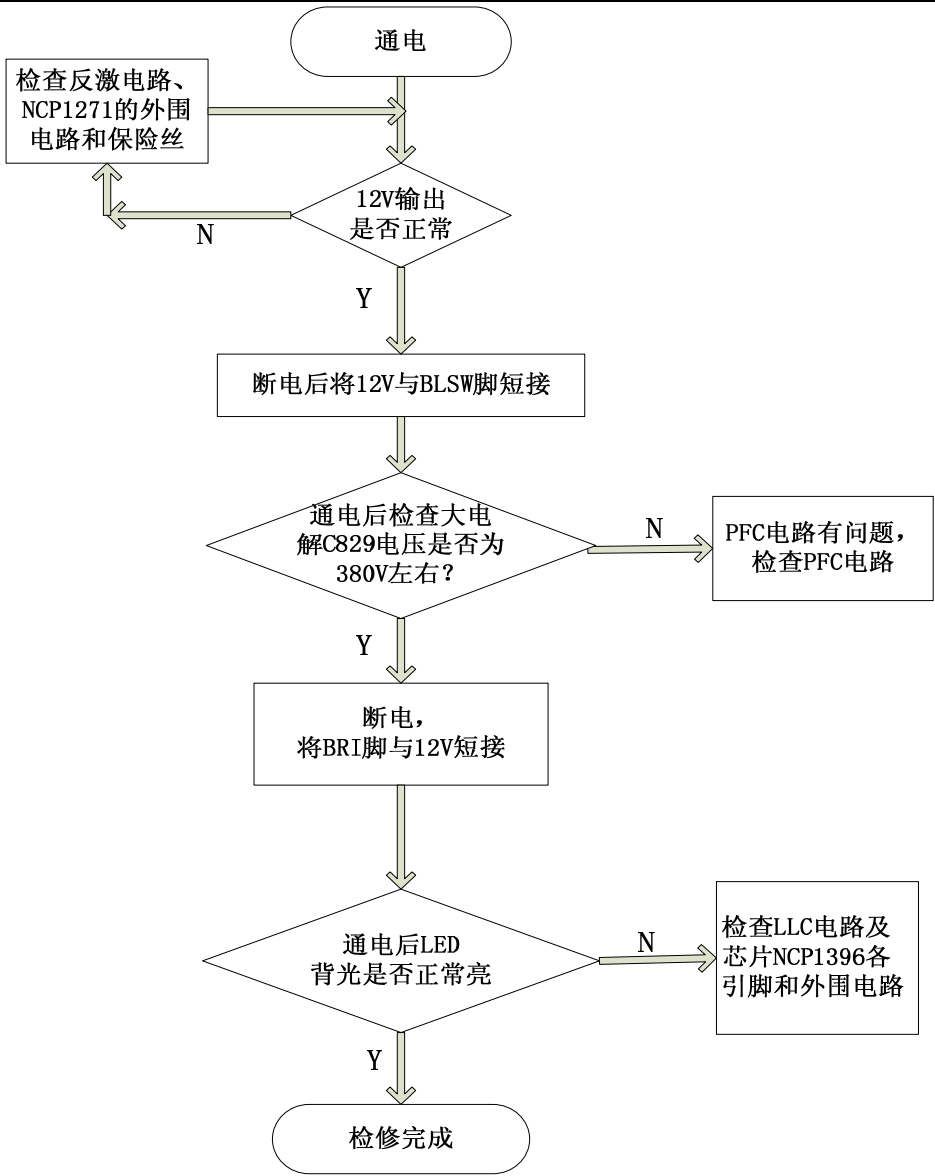 通电
检查反激电路、
NCP1271的外围
电路和保险丝
12V输出
是否正常
N
Y
断电后将12V与BLSW脚短接
通电后检查大电
解C829电压是否为
380V左右？
N
PFC电路有问题，
检查PFC电路
Y
断电，
将BRI脚与12V短接
通电后LED
背光是否正常亮
N
检查LLC电路及
芯片NCP1396各
引脚和外围电路
Y
检修完成